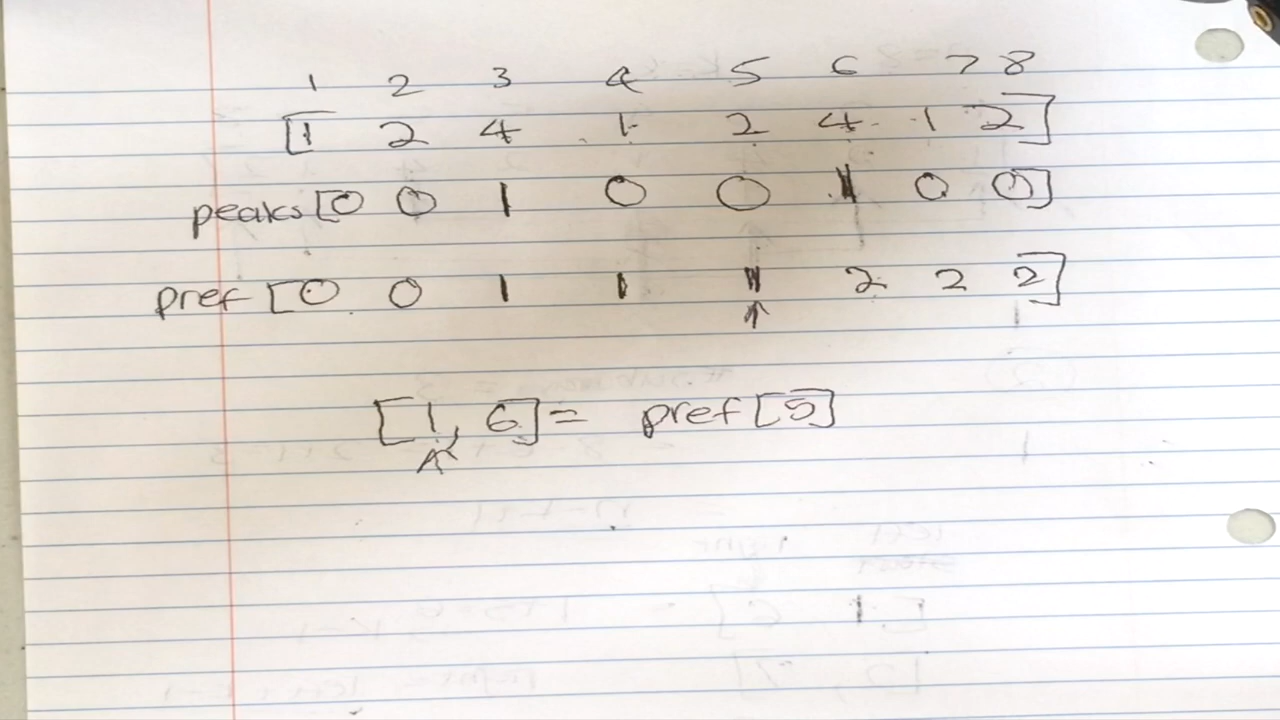 1 2 3 4 5 6 7 8
[1 2 4 1 2 4 1 2]
peaks [0 0 1 0 0 1 0 0]
pref [0 0 1 1 1 2 2 2]
[1, 6] = pref[5]